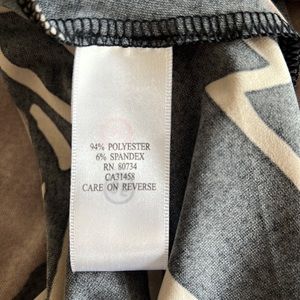 94% POLYESTER
6% SPANDEX
RN 80734
CA31458
CARE ON REVERSE